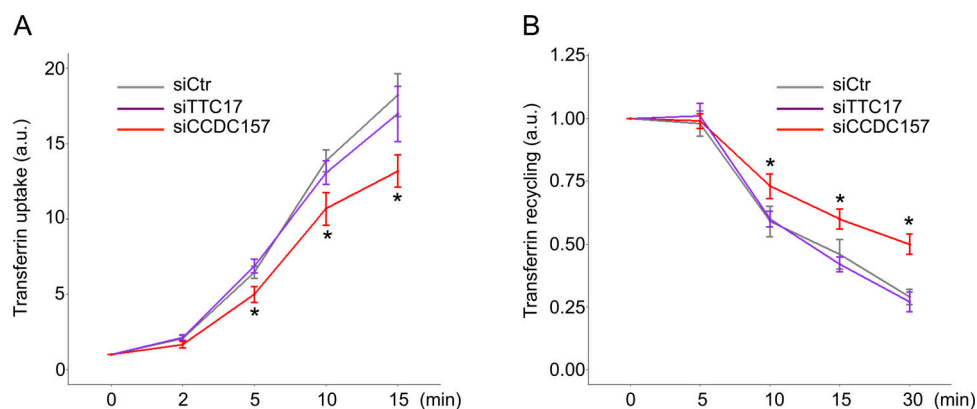 A
B
Transferrin uptake (a.u.)
20
15
10
5
0
siCtr
siTTC17
siCCDC157
*
*
*
0 2 5 10 15 (min)
Transferrin recycling (a.u.)
1.25
1.00
0.75
0.50
0.25
0.00
siCtr
siTTC17
siCCDC157
*
*
*
0 5 10 15 30 (min)